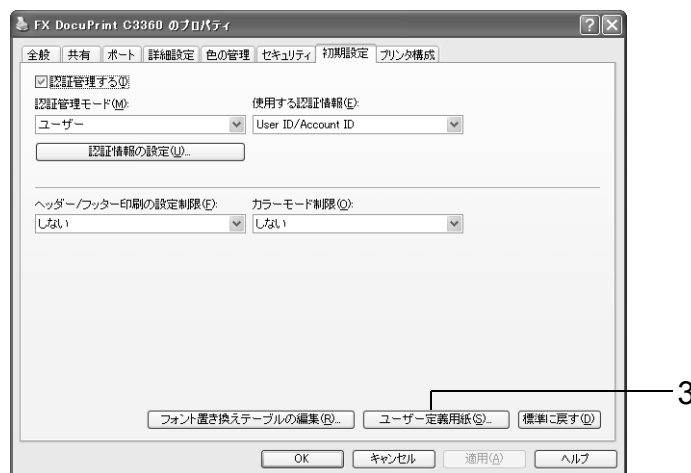 FX DocuPrint C3360 のプロパティ
全般 共有 ポート 詳細設定 色の管理 セキュリティ 初期設定 プリンタ構成
認証管理する(I)
認証管理モード(M): 使用する認証情報(E):
ユーザー User ID/Account ID
認証情報の設定(U)...
ヘッダー/フッター印刷の設定制限(F): カラーモード制限(O):
しない しない
フォント置き換えテーブルの編集(R)... ユーザー定義用紙(S)... 標準に戻す(D)
3
OK キャンセル 適用(A) ヘルプ